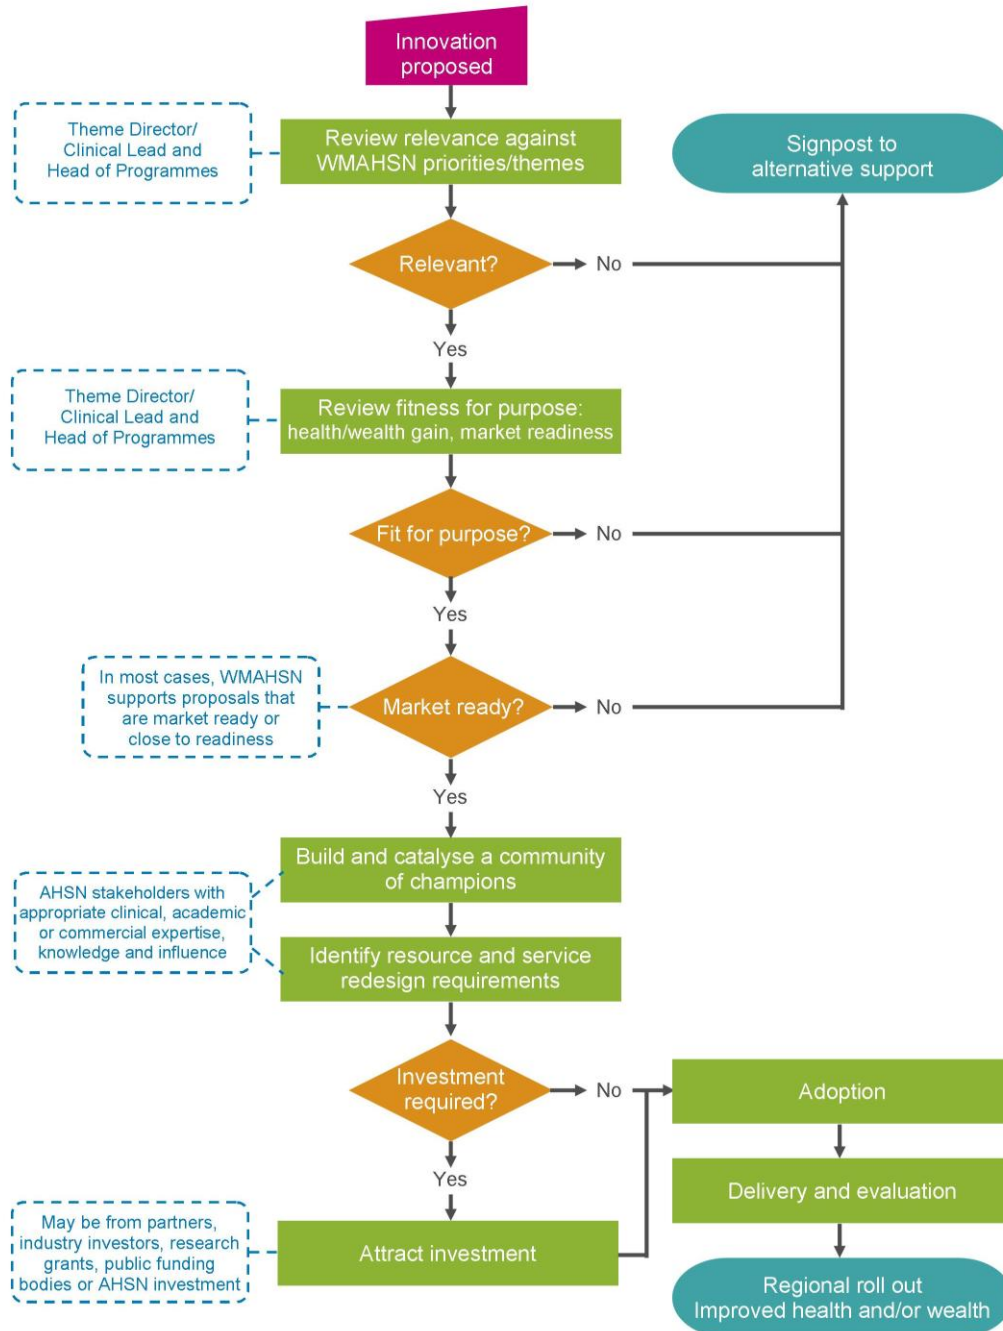 Innovation
proposed
Theme Director/
Clinical Lead and
Head of Programmes
Review relevance against
WMAHSN priorities/themes
Signpost to
alternative support
Relevant?
No
Yes
Theme Director/
Clinical Lead and
Head of Programmes
Review fitness for purpose:
health/wealth gain, market readiness
Fit for purpose?
No
Yes
In most cases, WMAHSN
supports proposals that
are market ready or
close to readiness
Market ready?
No
Yes
Build and catalyse a community
of champions
AHSN stakeholders with
appropriate clinical, academic
or commercial expertise,
knowledge and influence
Identify resource and service
redesign requirements
Investment
required?
No
Yes
May be from partners,
industry investors, research
grants, public funding
bodies or AHSN investment
Attract investment
Adoption
Delivery and evaluation
Regional roll out
Improved health and/or wealth